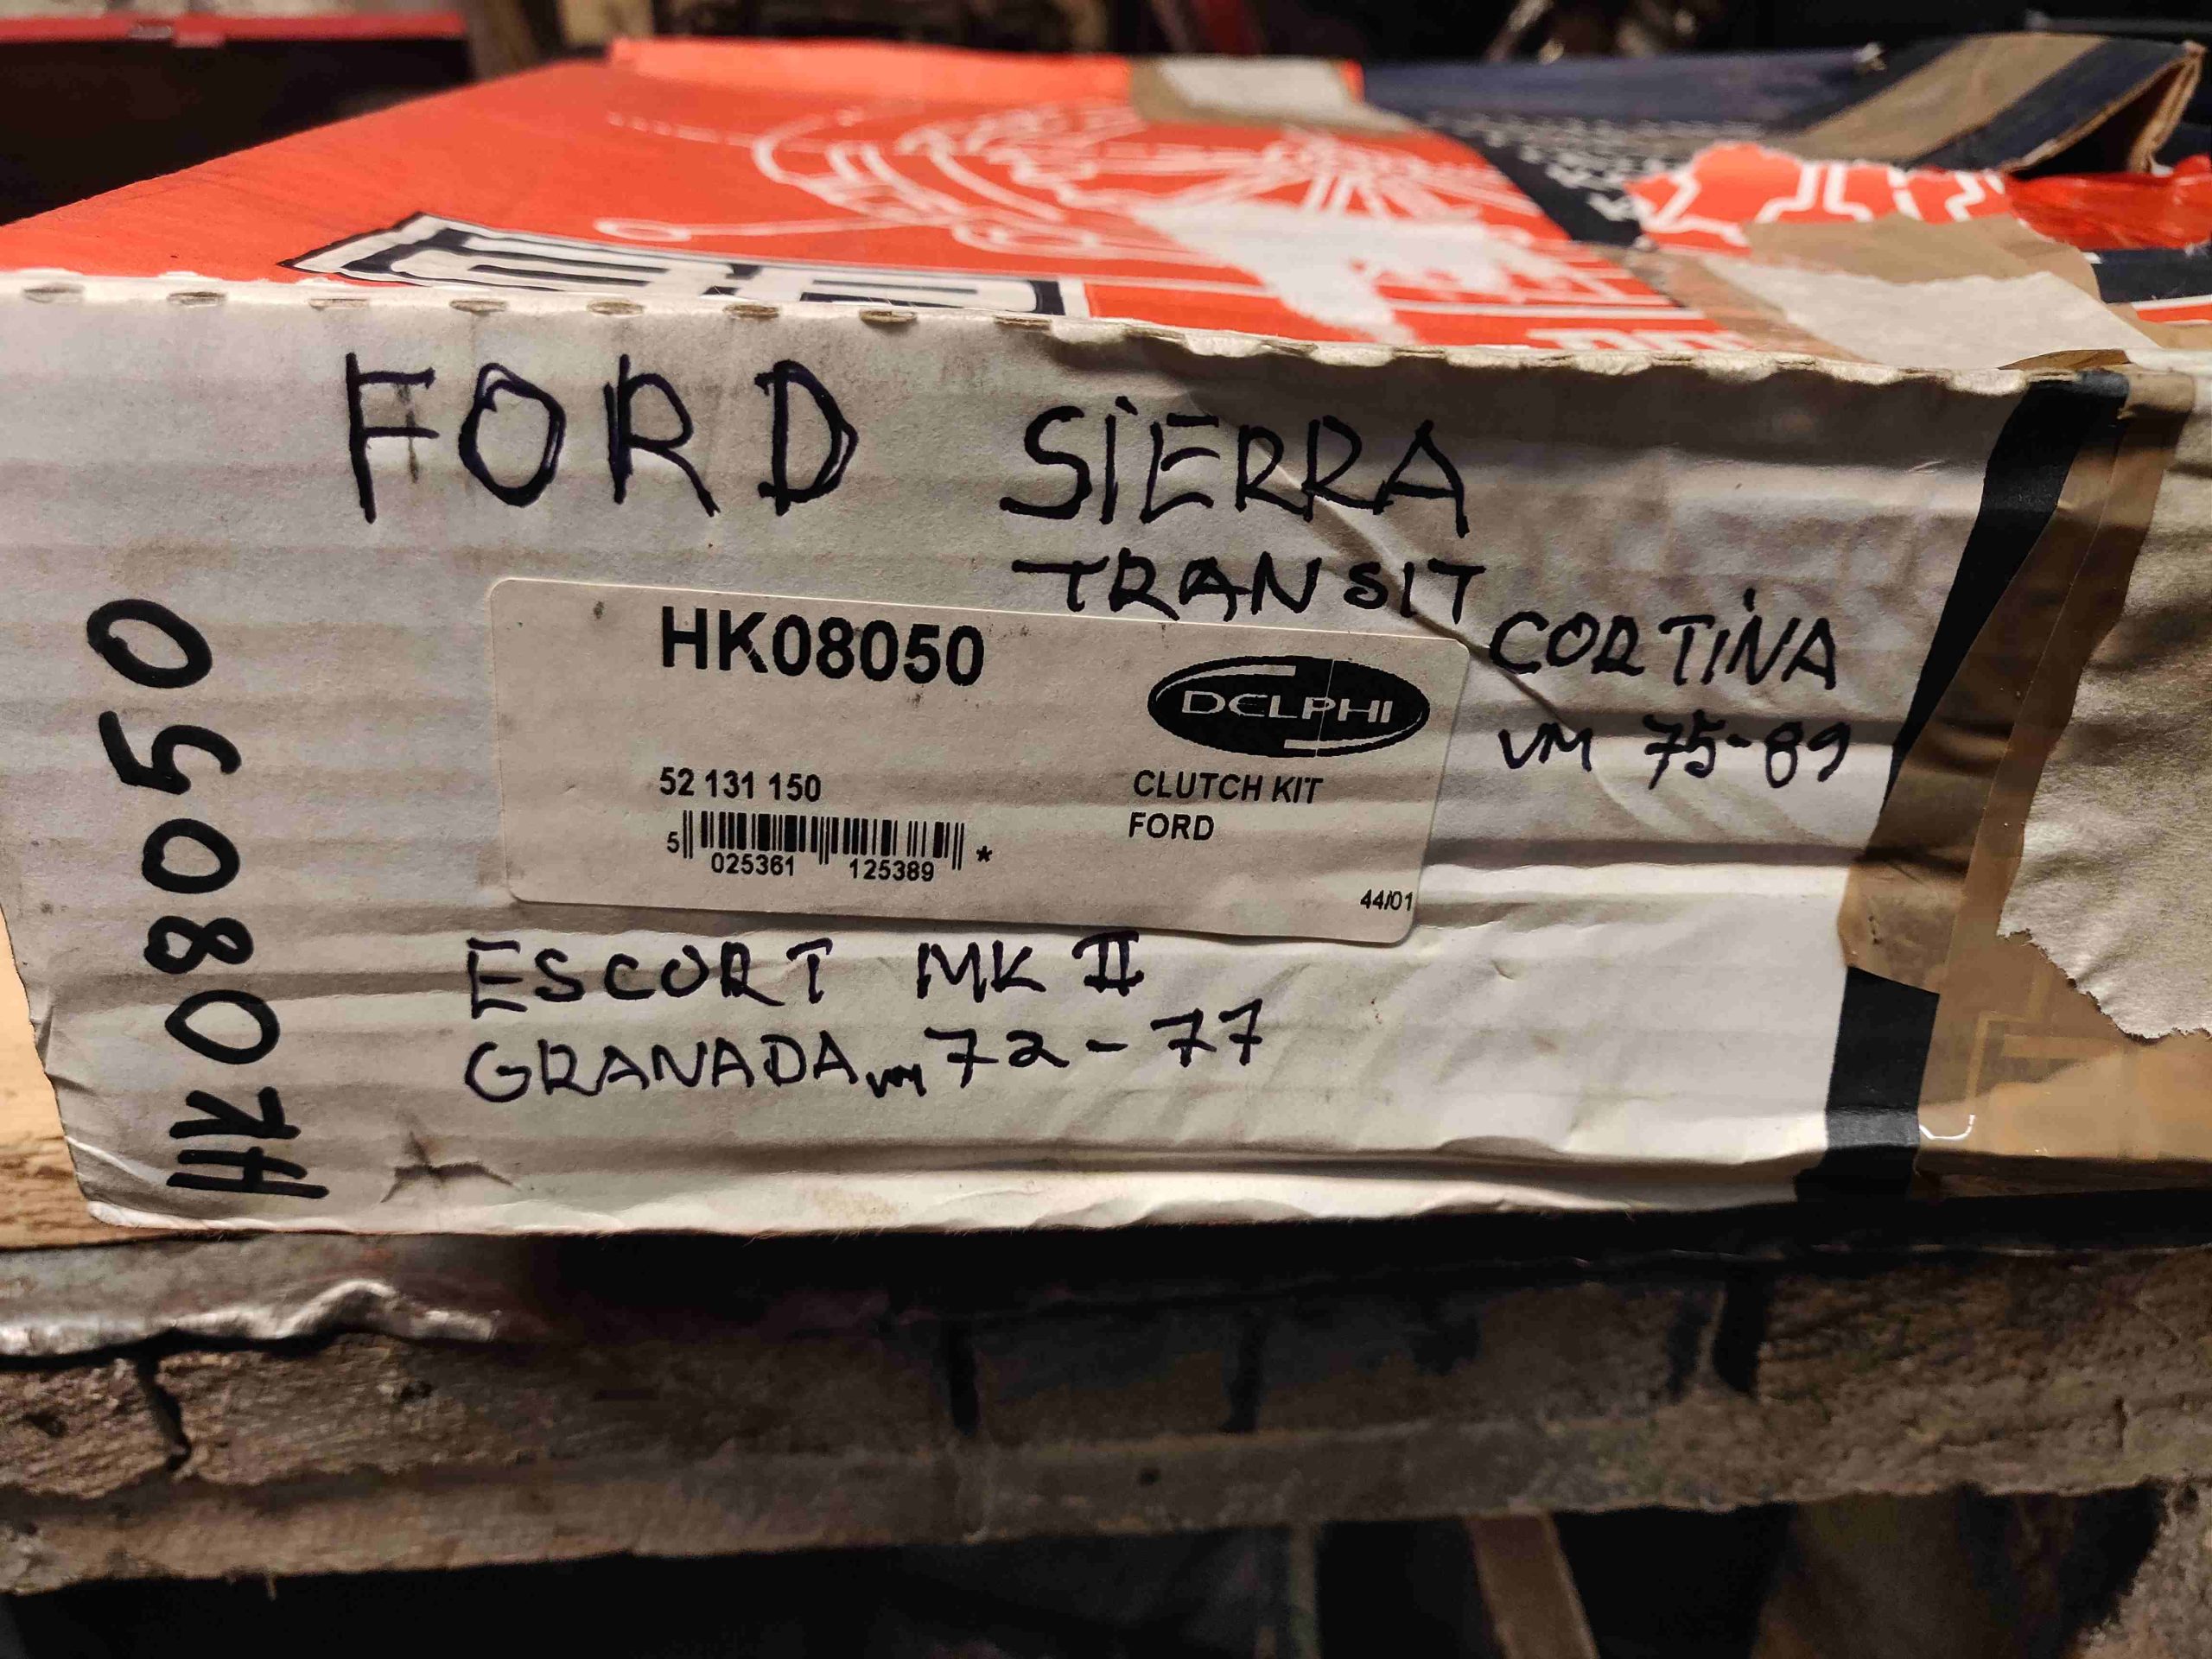 FORD SIERRA
TRANSIT
CORTINA
VM 75-89
HK08050
DELPHI
52 131 150
CLUTCH KIT
FORD
5 025361 125389 *
44/01
ESCORT MK II
GRANADA VM 72-77
HK08050